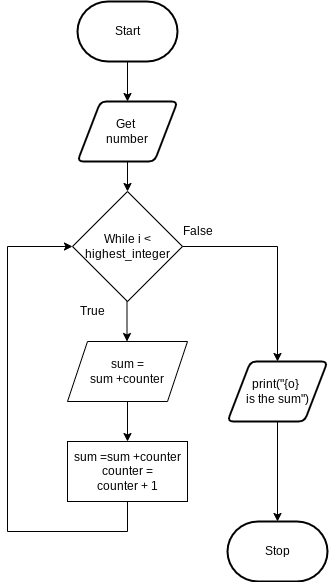 Start
Get
number
While i <
highest_integer
False
True
sum =
sum +counter
print("{o}
is the sum")
sum =sum +counter
counter =
counter + 1
Stop